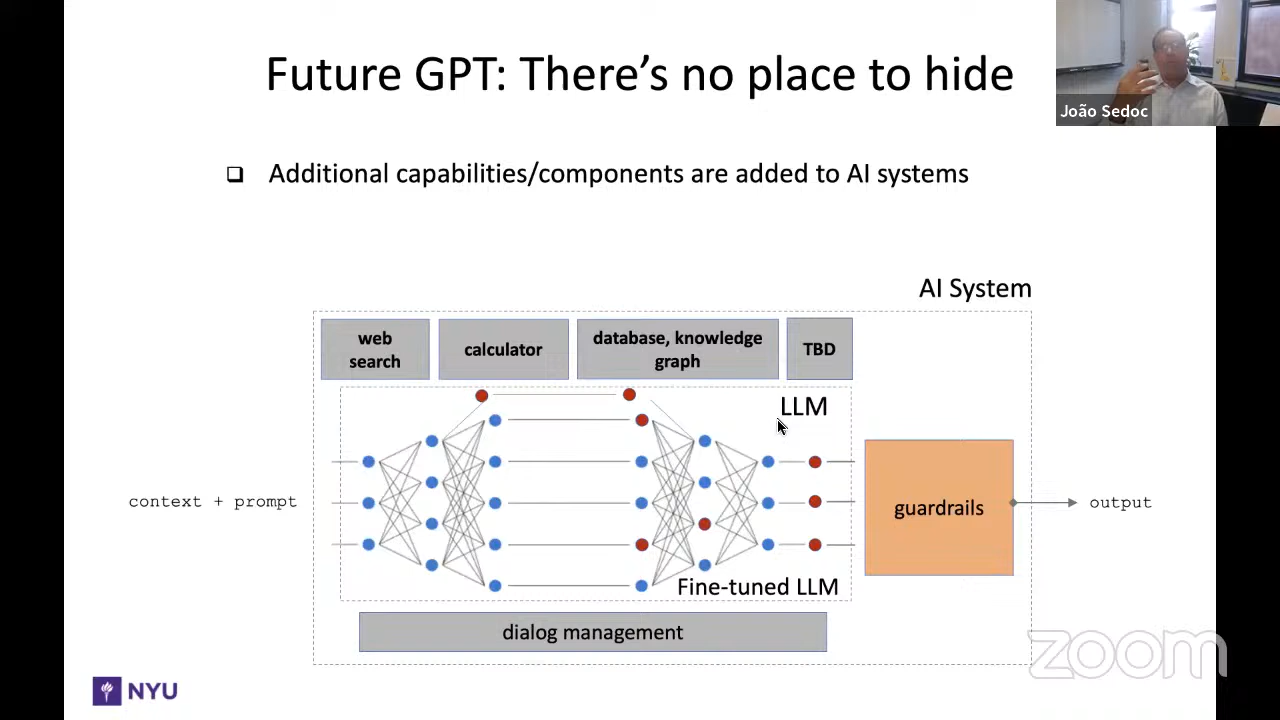 Future GPT: There's no place to hide
João Sedoc
❑ Additional capabilities/components are added to AI systems
AI System
web
search
calculator
database, knowledge
graph
TBD
LLM
context + prompt
guardrails
output
Fine-tuned LLM
dialog management
zoom
NYU